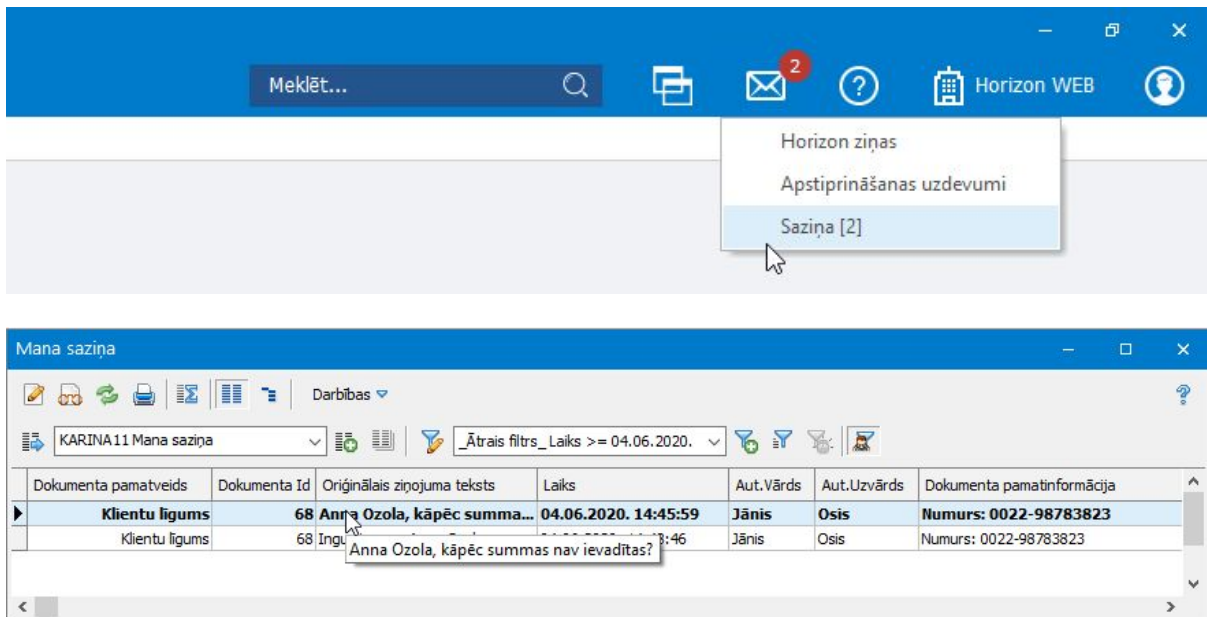 Meklēt...
2
Horizon WEB
Horizon ziņas
Apstiprināšanas uzdevumi
Saziņa [2]
Mana saziņa
Darbības
KARINA11 Mana saziņa
_Ātrais filtrs_ Laiks >= 04.06.2020.
Dokumenta pamatveids Dokumenta Id Oriģinālais ziņojuma teksts Laiks Aut.Vārds Aut.Uzvārds Dokumenta pamatinformācija
Klientu līgums 68 Anna Ozola, kāpēc summa... 04.06.2020. 14:45:59 Jānis Osis Numurs: 0022-98783823
Klientu līgums 68 :46 Jānis Osis Numurs: 0022-98783823
Anna Ozola, kāpēc summas nav ievadītas?